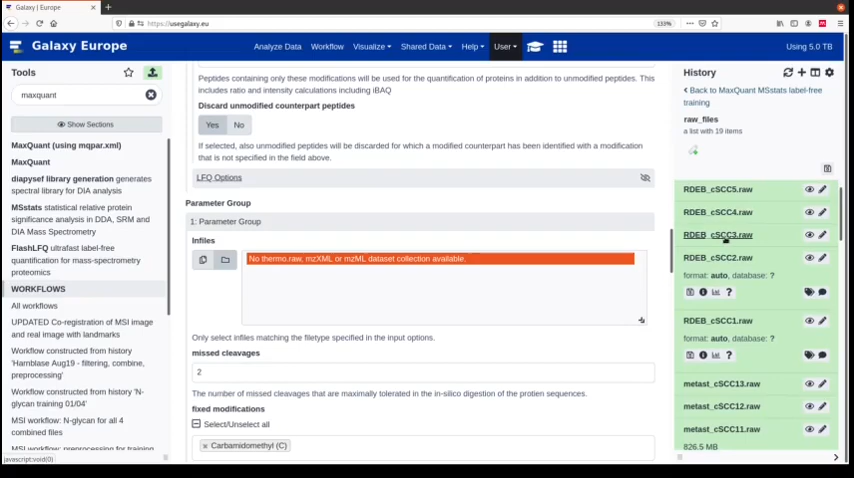 Galaxy | Europe
https://usegalaxy.eu
133%
Galaxy Europe
Analyze Data
Workflow
Visualize
Shared Data
Help
User
Using 5.0 TB
Tools
maxquant
Show Sections
MaxQuant (using mqpar.xml)
MaxQuant
diapysef library generation generates
spectral library for DIA analysis
MSstats statistical relative protein
significance analysis in DDA, SRM and
DIA Mass Spectrometry
FlashLFQ ultrafast label-free
quantification for mass-spectrometry
proteomics
WORKFLOWS
All workflows
UPDATED Co-registration of MSI image
and real image with landmarks
Workflow constructed from history
'Harnblase Aug19 - filtering, combine,
preprocessing'
Workflow constructed from history 'N-
glycan training 01/04'
MSI workflow: N-glycan for all 4
combined files
MSI workflow: preprocessing for training
javascript:void(0)
Peptides containing only these modifications will be used for the quantification of proteins in addition to unmodified peptides. This
includes ratio and intensity calculations including iBAQ
Discard unmodified counterpart peptides
Yes No
If selected, also unmodified peptides will be discarded for which a modified counterpart has been identified with a modification
that is not specified in the field above.
LFQ Options
Parameter Group
1: Parameter Group
Infiles
No thermo.raw, mzXML or mzML dataset collection available.
Only select infiles matching the filetype specified in the input options.
missed cleavages
2
The number of missed cleavages that are maximally tolerated in the in-silico digestion of the protien sequences.
fixed modifications
Select/Unselect all
× Carbamidomethyl (C)
History
< Back to MaxQuant MSstats label-free
training
raw_files
a list with 19 items
RDEB_cSCC5.raw
RDEB_cSCC4.raw
RDEB_cSCC3.raw
RDEB_cSCC2.raw
format: auto, database: ?
RDEB_cSCC1.raw
format: auto, database: ?
metast_cSCC13.raw
metast_cSCC12.raw
metast_cSCC11.raw
826.5 MB